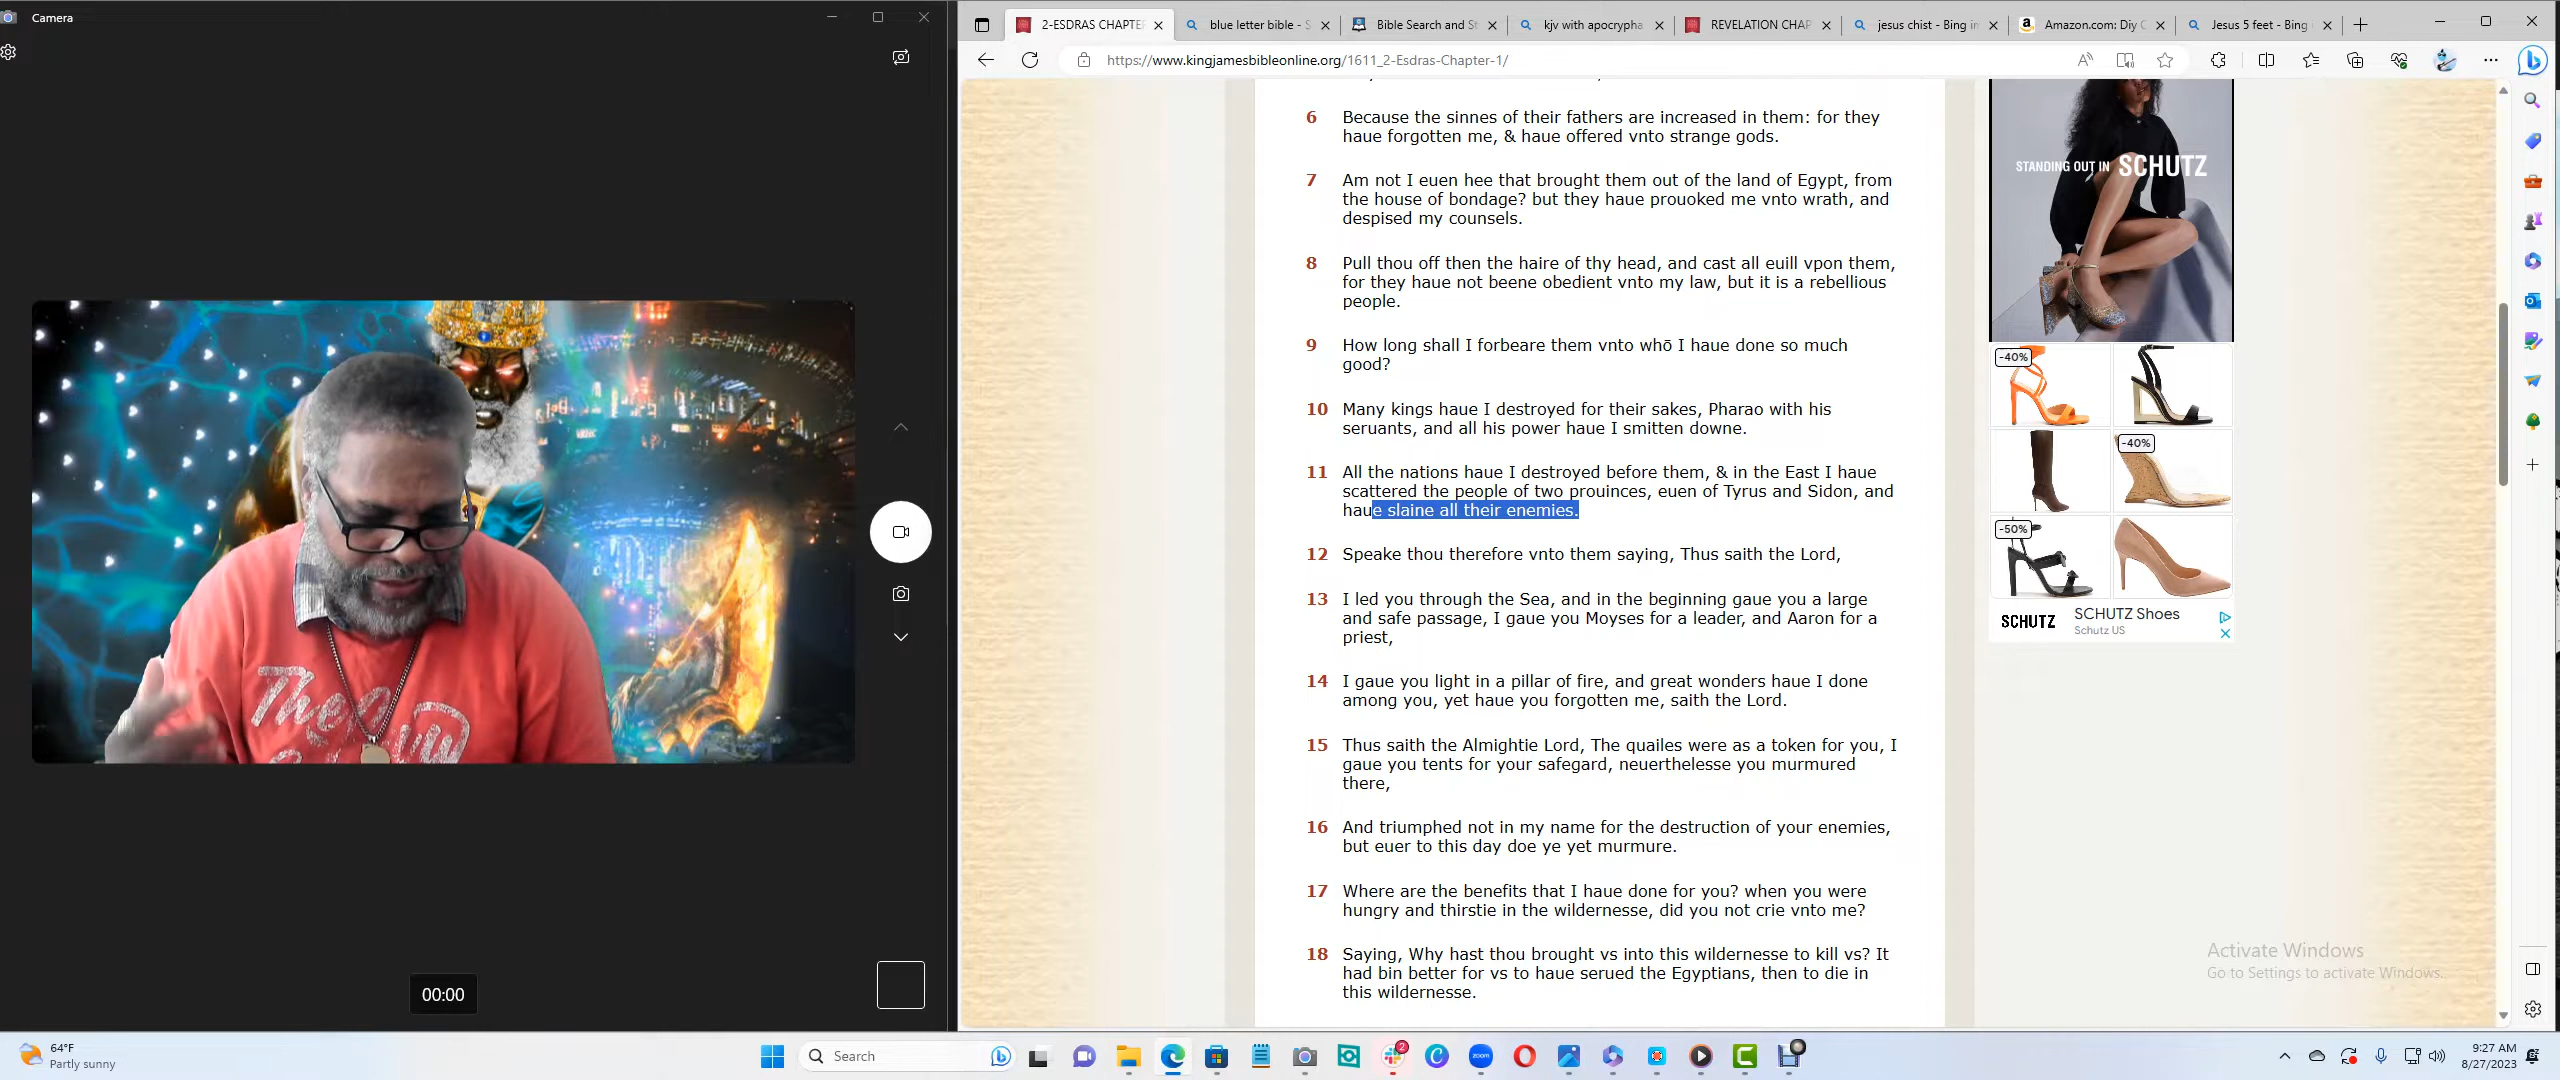 Camera
2-ESDRAS CHAPTE
blue letter bible - S
Bible Search and St
kjv with apocrypha
REVELATION CHAP
jesus chist - Bing in
Amazon.com: Diy C
Jesus 5 feet - Bing
https://www.kingjamesbibleonline.org/1611_2-Esdras-Chapter-1/
6 Because the sinnes of their fathers are increased in them: for they
haue forgotten me, & haue offered vnto strange gods.
7 Am not I euen hee that brought them out of the land of Egypt, from
the house of bondage? but they haue prouoked me vnto wrath, and
despised my counsels.
8 Pull thou off then the haire of thy head, and cast all euill vpon them,
for they haue not beene obedient vnto my law, but it is a rebellious
people.
9 How long shall I forbeare them vnto whō I haue done so much
good?
10 Many kings haue I destroyed for their sakes, Pharao with his
seruants, and all his power haue I smitten downe.
11 All the nations haue I destroyed before them, & in the East I haue
scattered the people of two prouinces, euen of Tyrus and Sidon, and
haue slaine all their enemies.
12 Speake thou therefore vnto them saying, Thus saith the Lord,
13 I led you through the Sea, and in the beginning gaue you a large
and safe passage, I gaue you Moyses for a leader, and Aaron for a
priest,
14 I gaue you light in a pillar of fire, and great wonders haue I done
among you, yet haue you forgotten me, saith the Lord.
15 Thus saith the Almightie Lord, The quailes were as a token for you, I
gaue you tents for your safegard, neuerthelesse you murmured
there,
16 And triumphed not in my name for the destruction of your enemies,
but euer to this day doe ye yet murmure.
17 Where are the benefits that I haue done for you? when you were
hungry and thirstie in the wildernesse, did you not crie vnto me?
18 Saying, Why hast thou brought vs into this wildernesse to kill vs? It
had bin better for vs to haue serued the Egyptians, then to die in
this wildernesse.
STANDING OUT IN SCHUTZ
-40%
-40%
-50%
SCHUTZ
SCHUTZ Shoes
Schutz US
Activate Windows
Go to Settings to activate Windows.
00:00
64°F
Partly sunny
Search
2
zoom
9:27 AM
8/27/2023